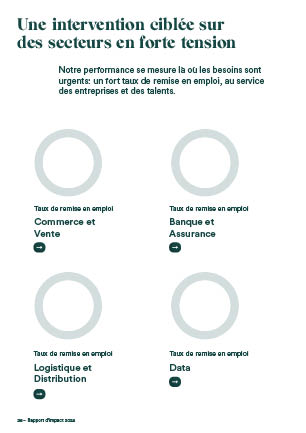 Une intervention ciblée sur
des secteurs en forte tension
Notre performance se mesure là où les besoins sont
urgents: un fort taux de remise en emploi, au service
des entreprises et des talents.
Taux de remise en emploi
Commerce et
Vente
→
Taux de remise en emploi
Banque et
Assurance
→
Taux de remise en emploi
Logistique et
Distribution
→
Taux de remise en emploi
Data
→
Rapport d'impact